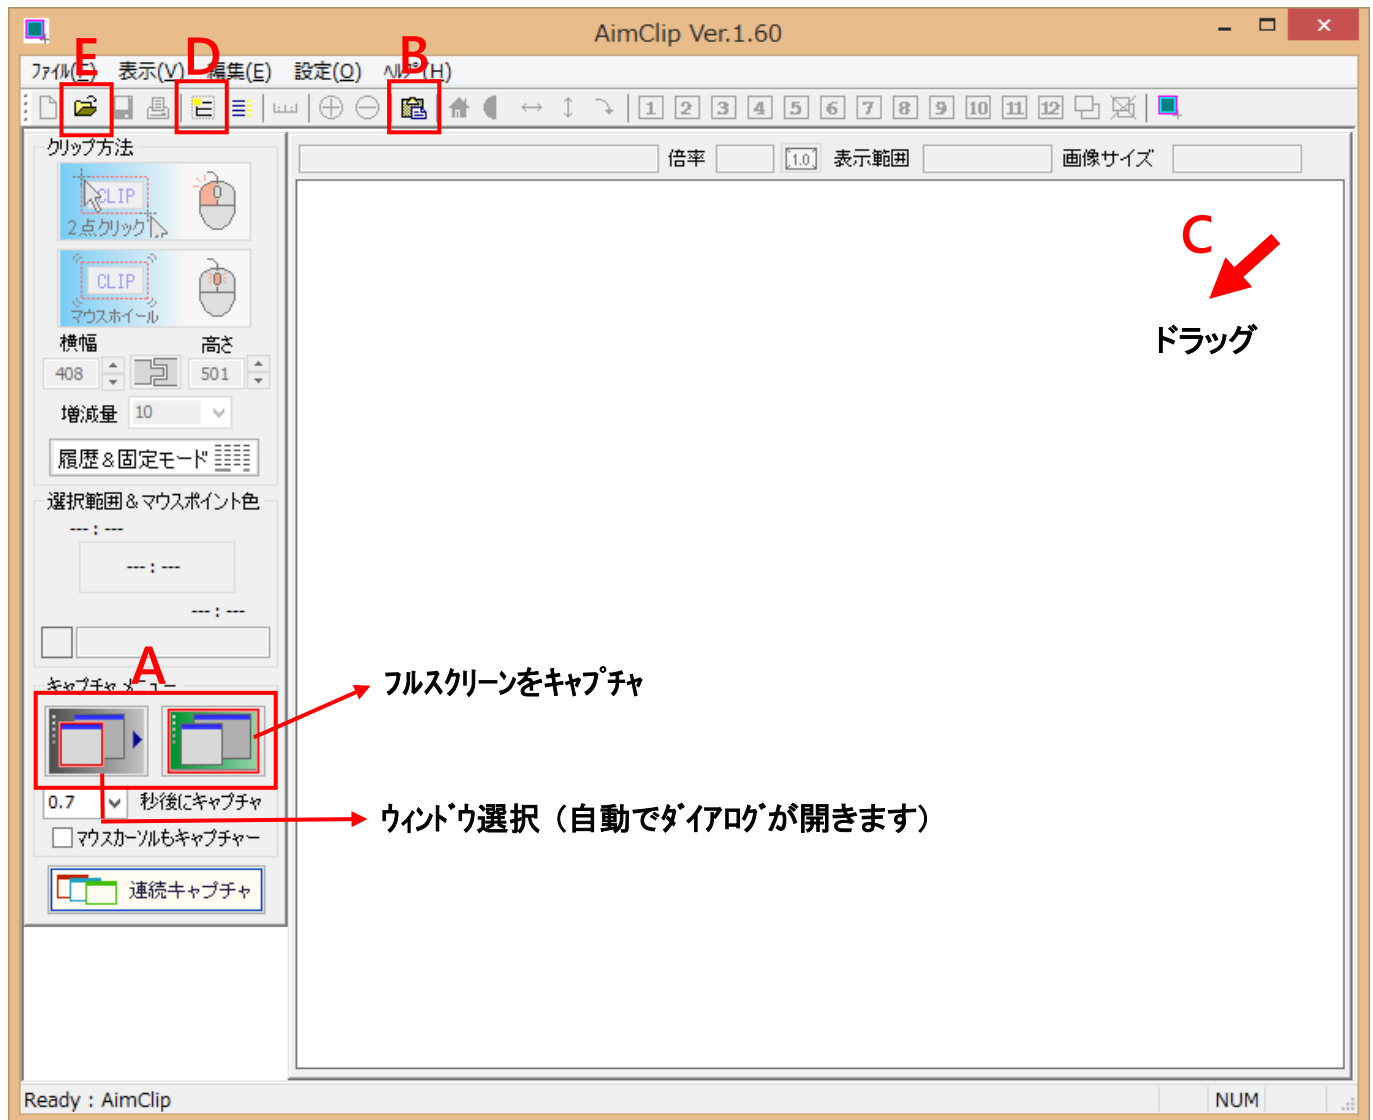 AimClip Ver.1.60
E
D
B
ﾌｧｲﾙ(F) 表示(V) 編集(E) 設定(O) ﾍﾙﾌﾟ(H)
1 2 3 4 5 6 7 8 9 10 11 12
クリップ方法
倍率 [1.0] 表示範囲 画像サイズ
CLIP
2点クリック
C
CLIP
マウスホイール
ドラッグ
横幅 高さ
408 501
増減量 10
履歴&固定モード
選択範囲&マウスポイント色
---:---
---:---
---:---
A
キャプチャメニュー
ﾌﾙｽｸﾘｰﾝをｷｬﾌﾟﾁｬ
0.7 秒後にキャプチャ
ｳｨﾝﾄﾞｳ選択（自動でﾀﾞｲｱﾛｸﾞが開きます）
マウスカーソルもキャプチャー
連続キャプチャ
Ready : AimClip NUM